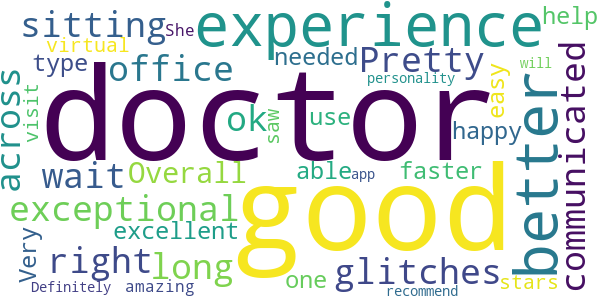 sitting
She
experience
help
virtual
type
office
needed
Pretty
personality
will
doctor
across
visit
ok
saw
use
easy
happy
better
communicated
wait
Overall
able
app
faster
exceptional
good
excellent
Very
right
long
one
glitches
stars
Definitely
amazing
recommend